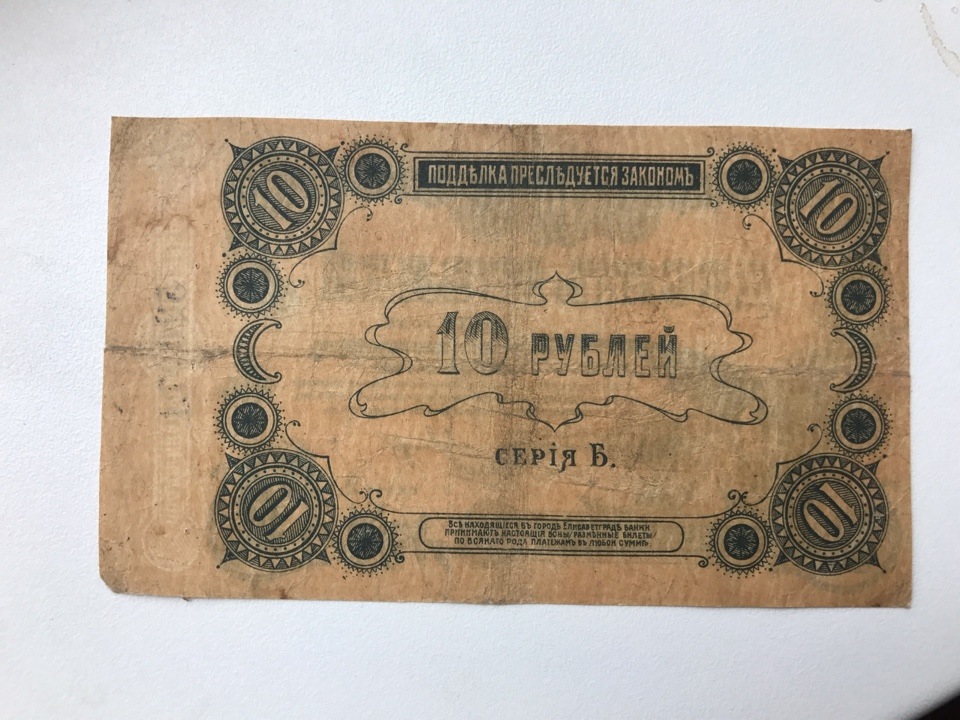 10
10
ПОДДѢЛКА ПРЕСЛѢДУЕТСЯ ЗАКОНОМЪ
10 РУБЛЕЙ
СЕРІЯ Б.
10
10
ВСѢ НАХОДЯЩІЕСЯ ВЪ ГОРОДѢ ЕЛИСАВЕТГРАДѢ БАНКИ
ПРИНИМАЮТЪ НАСТОЯЩІЯ БОНЫ/РАЗМѢННЫЕ БИЛЕТЫ/
ПО ВСЯКАГО РОДА ПЛАТЕЖАМЪ ВЪ ЛЮБОЙ СУММѢ.